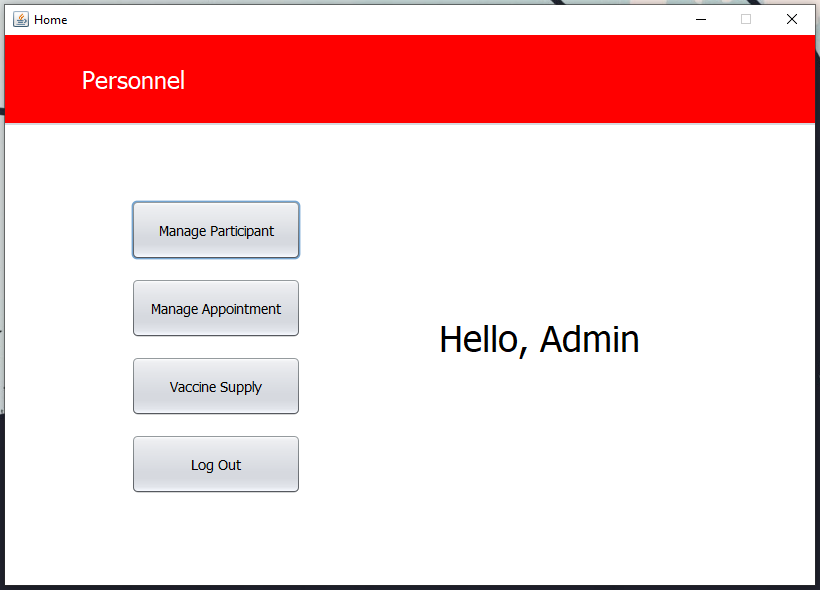 Home
Personnel
Manage Participant
Manage Appointment
Vaccine Supply
Log Out
Hello, Admin